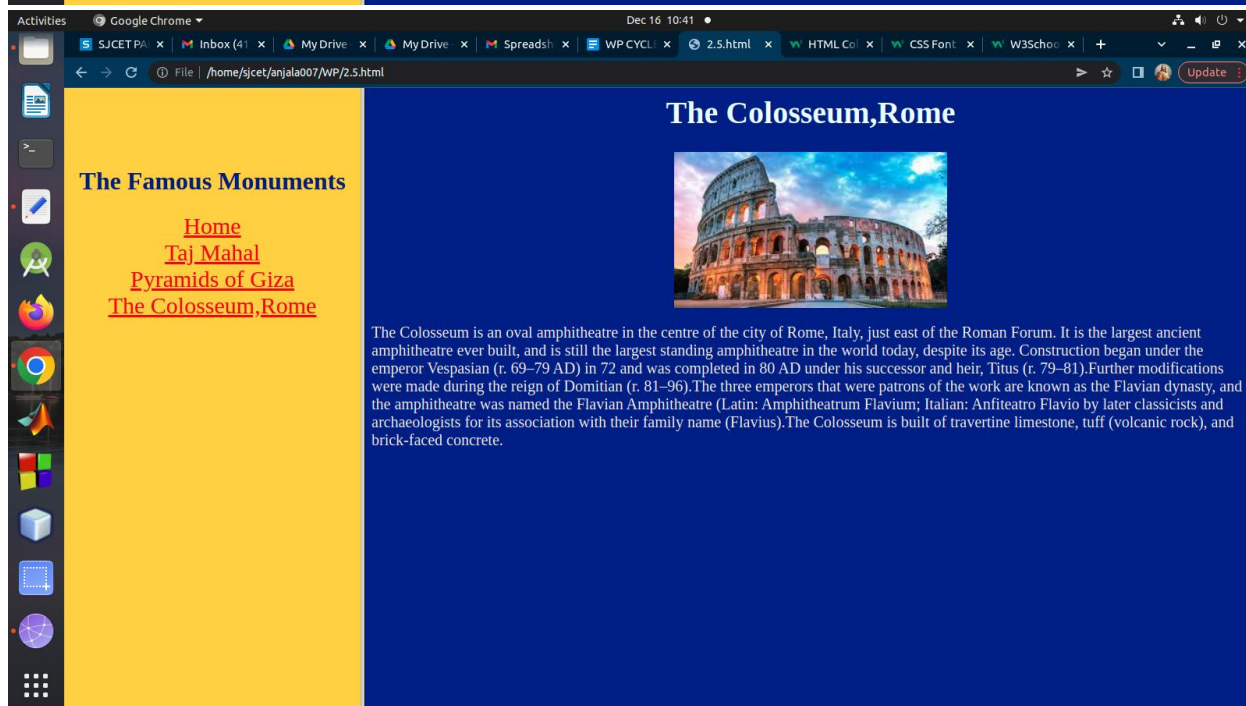 Activities
Google Chrome
Dec 16 10:41
SJCET PA
Inbox (41
My Drive -
My Drive -
Spreadsh
WP CYCL
2.5.html
HTML Col
CSS Font
W3Schoo
File
/home/sjcet/anjala007/WP/2.5.html
Update
The Famous Monuments
Home
Taj Mahal
Pyramids of Giza
The Colosseum,Rome
The Colosseum,Rome
The Colosseum is an oval amphitheatre in the centre of the city of Rome, Italy, just east of the Roman Forum. It is the largest ancient
amphitheatre ever built, and is still the largest standing amphitheatre in the world today, despite its age. Construction began under the
emperor Vespasian (r. 69–79 AD) in 72 and was completed in 80 AD under his successor and heir, Titus (r. 79–81).Further modifications
were made during the reign of Domitian (r. 81–96).The three emperors that were patrons of the work are known as the Flavian dynasty, and
the amphitheatre was named the Flavian Amphitheatre (Latin: Amphitheatrum Flavium; Italian: Anfiteatro Flavio by later classicists and
archaeologists for its association with their family name (Flavius).The Colosseum is built of travertine limestone, tuff (volcanic rock), and
brick-faced concrete.